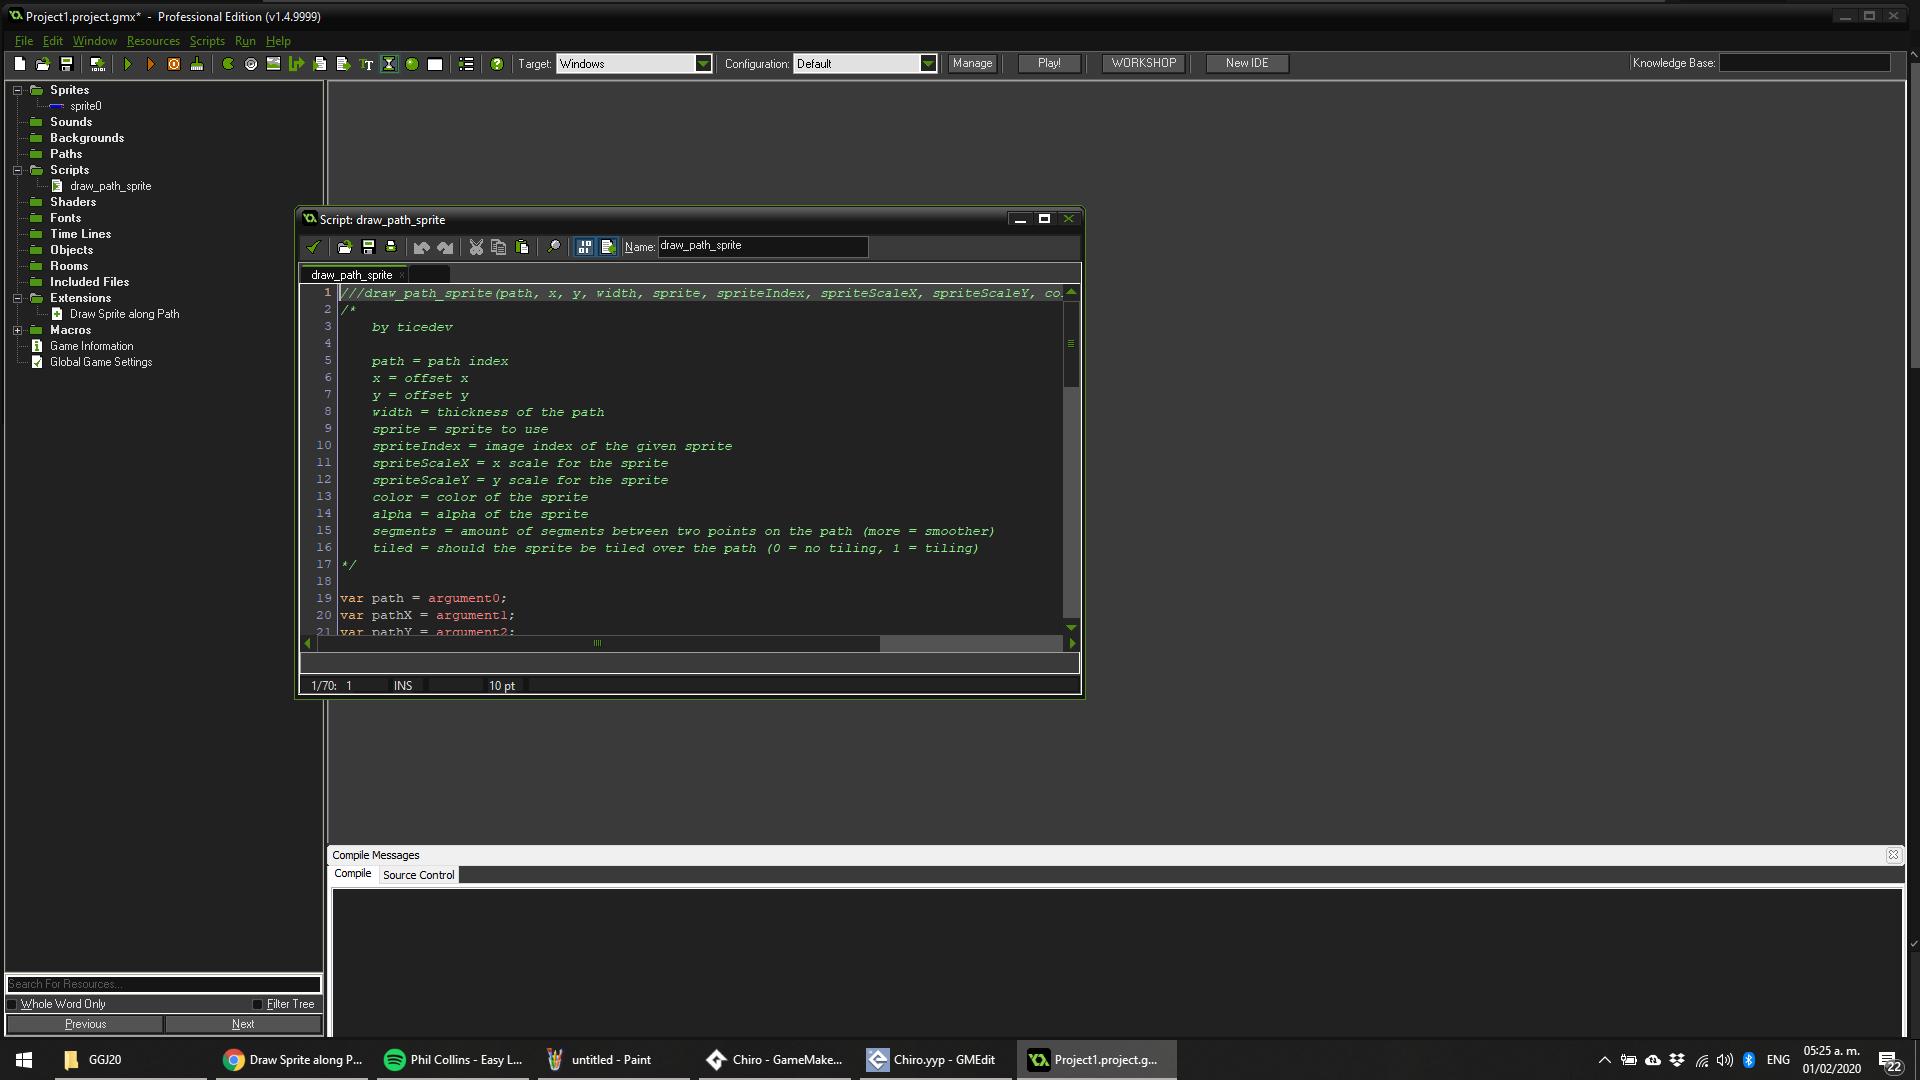 Project1.project.gmx* - Professional Edition (v1.4.9999)
File Edit Window Resources Scripts Run Help
Target: Windows Configuration: Default Manage Play! WORKSHOP New IDE Knowledge Base:
Sprites
sprite0
Sounds
Backgrounds
Paths
Scripts
draw_path_sprite
Shaders
Fonts
Time Lines
Objects
Rooms
Included Files
Extensions
Draw Sprite along Path
Macros
Game Information
Global Game Settings
Script: draw_path_sprite
Name: draw_path_sprite
draw_path_sprite
1 ///draw_path_sprite(path, x, y, width, sprite, spriteIndex, spriteScaleX, spriteScaleY, co
2 /*
3 by ticedev
4
5 path = path index
6 x = offset x
7 y = offset y
8 width = thickness of the path
9 sprite = sprite to use
10 spriteIndex = image index of the given sprite
11 spriteScaleX = x scale for the sprite
12 spriteScaleY = y scale for the sprite
13 color = color of the sprite
14 alpha = alpha of the sprite
15 segments = amount of segments between two points on the path (more = smoother)
16 tiled = should the sprite be tiled over the path (0 = no tiling, 1 = tiling)
17 */
18
19 var path = argument0;
20 var pathX = argument1;
21 var pathY = argument2;
1/70: 1 INS 10 pt
Compile Messages
Compile Source Control
Search For Resources...
Whole Word Only Filter Tree
Previous Next
GGJ20 Draw Sprite along P... Phil Collins - Easy L... untitled - Paint Chiro - GameMake... Chiro.yyp - GMEdit Project1.project.g... ENG 05:25 a. m.
01/02/2020 22